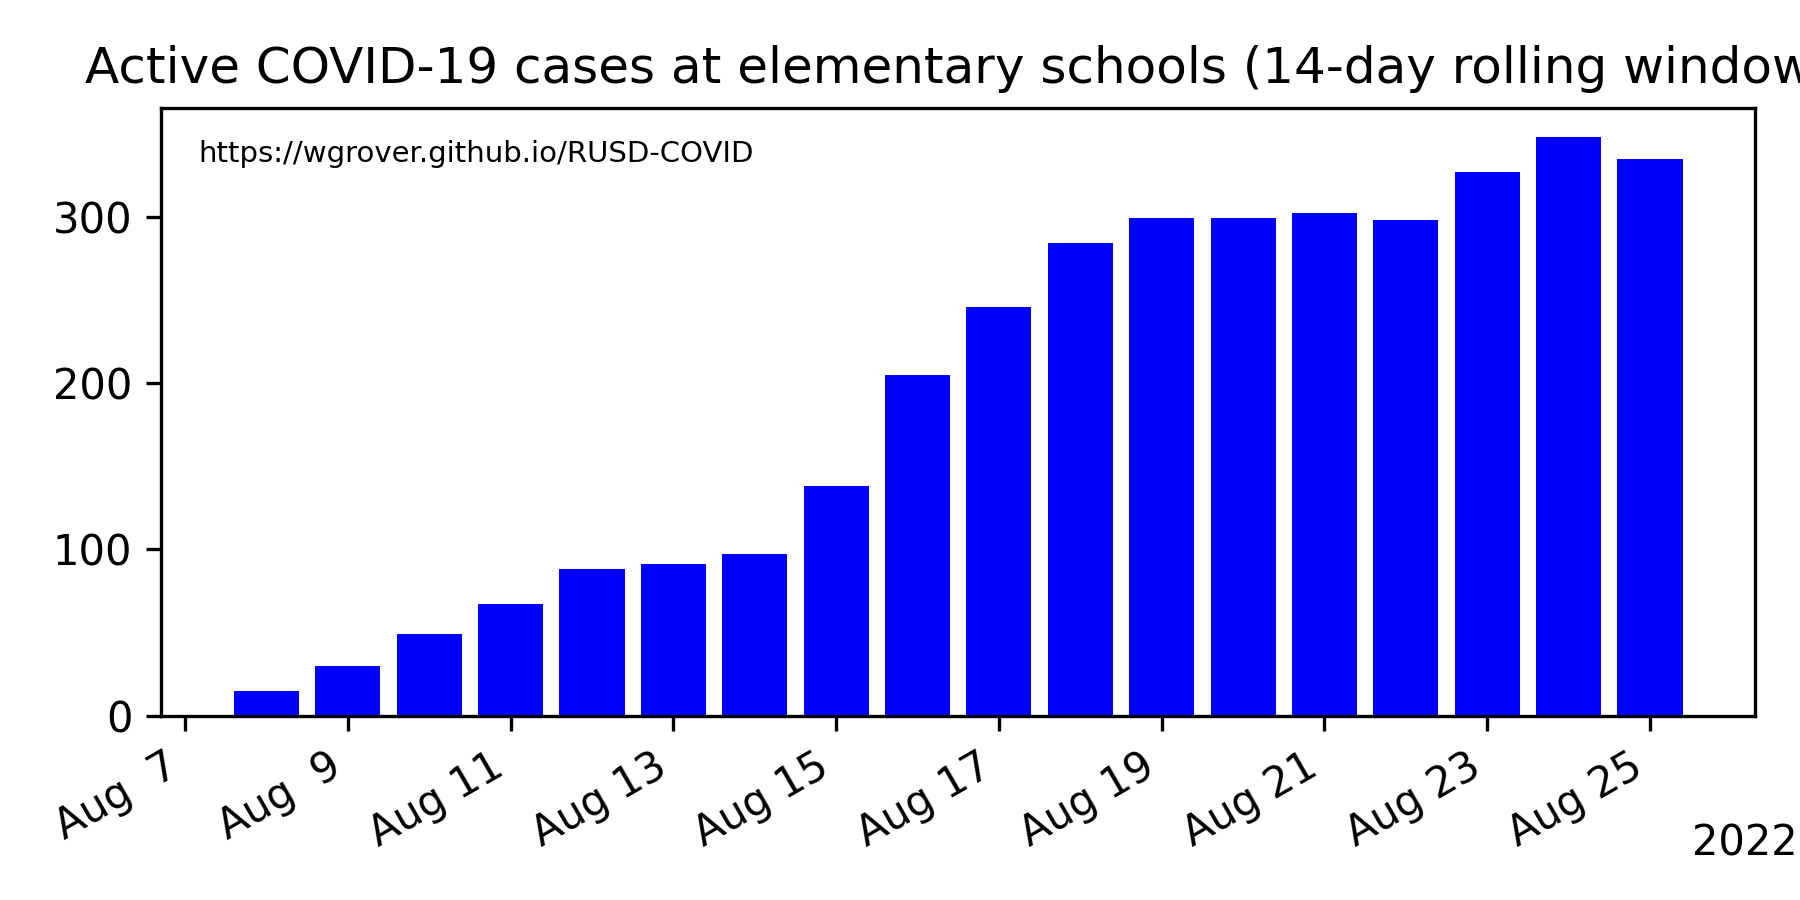 Active COVID-19 cases at elementary schools (14-day rolling window
https://wgrover.github.io/RUSD-COVID
300
200
100
0
Aug 7
Aug 9
Aug 11
Aug 13
Aug 15
Aug 17
Aug 19
Aug 21
Aug 23
Aug 25
2022